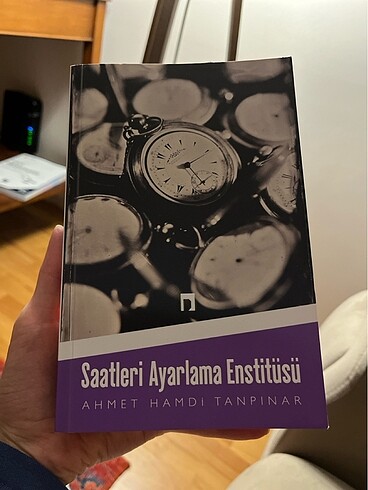 Saatleri Ayarlama Enstitüsü
AHMET HAMDİ TANPINAR